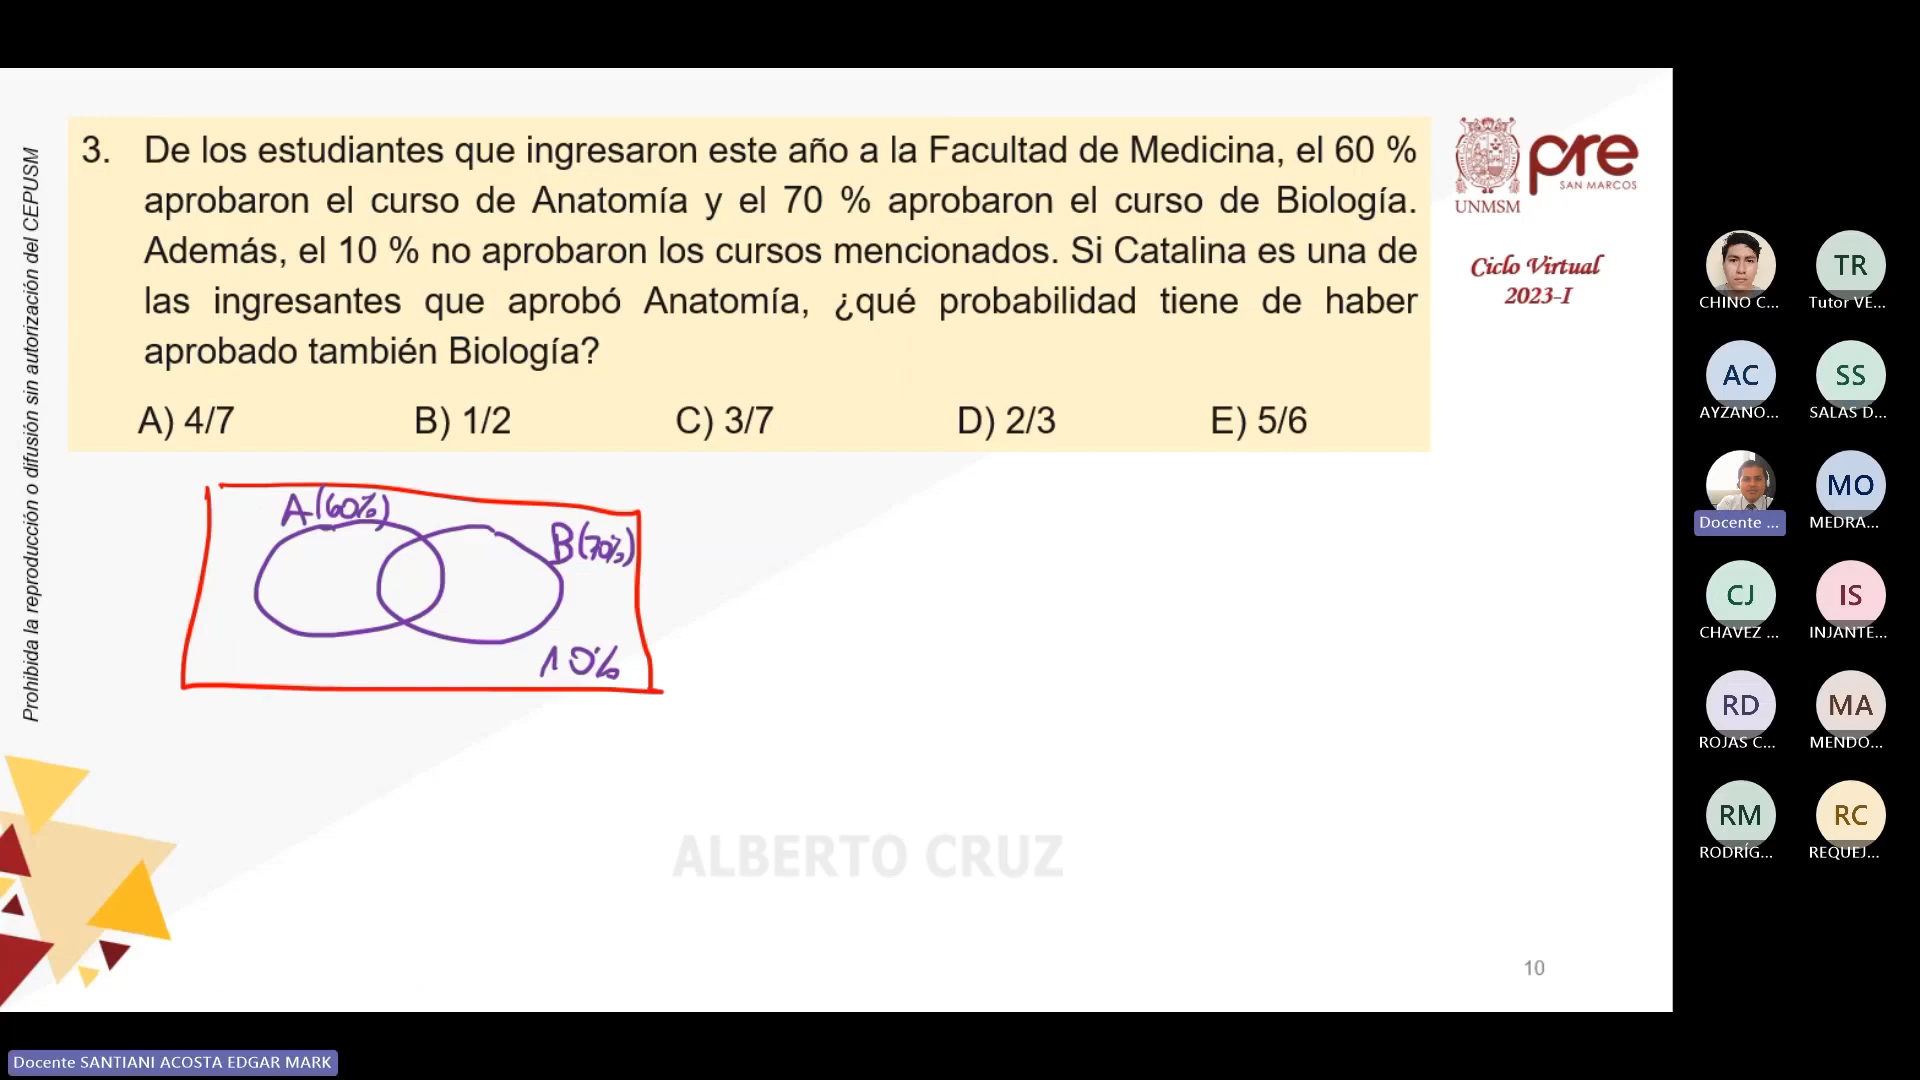 3. De los estudiantes que ingresaron este año a la Facultad de Medicina, el 60 %
aprobaron el curso de Anatomía y el 70 % aprobaron el curso de Biología.
Además, el 10 % no aprobaron los cursos mencionados. Si Catalina es una de
las ingresantes que aprobó Anatomía, ¿qué probabilidad tiene de haber
aprobado también Biología?
A) 4/7 B) 1/2 C) 3/7 D) 2/3 E) 5/6
A(60%)
B(70%)
10%
Prohibida la reproducción o difusión sin autorización del CEPUSM
UNMSM
pre
SAN MARCOS
Ciclo Virtual
2023-I
ALBERTO CRUZ
10
CHINO C...
TR
Tutor VE...
AC
AYZANO...
SS
SALAS D...
Docente ...
MO
MEDRA...
CJ
CHAVEZ ...
IS
INJANTE...
RD
ROJAS C...
MA
MENDO...
RM
RODRÍG...
RC
REQUEJ...
Docente SANTIANI ACOSTA EDGAR MARK